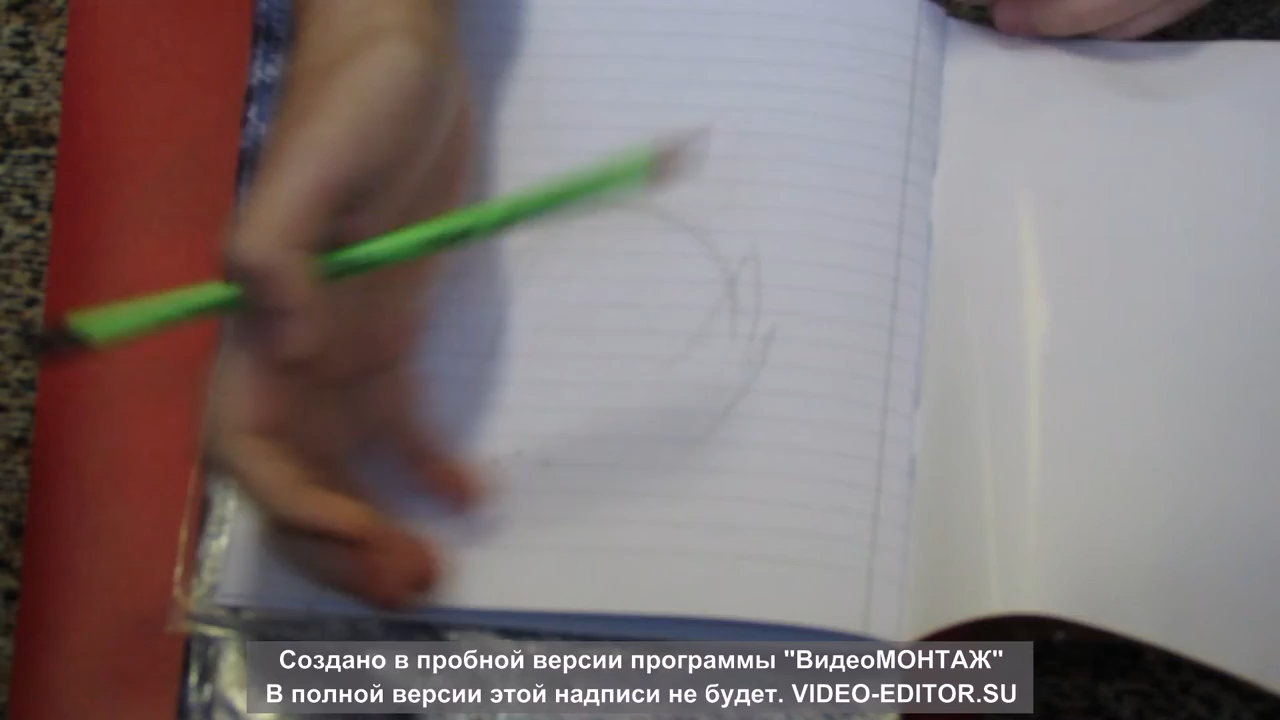 Создано в пробной версии программы "ВидеоМОНТАЖ"
В полной версии этой надписи не будет. VIDEO-EDITOR.SU